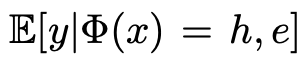 𝔼[y|Φ(x) = h, e]